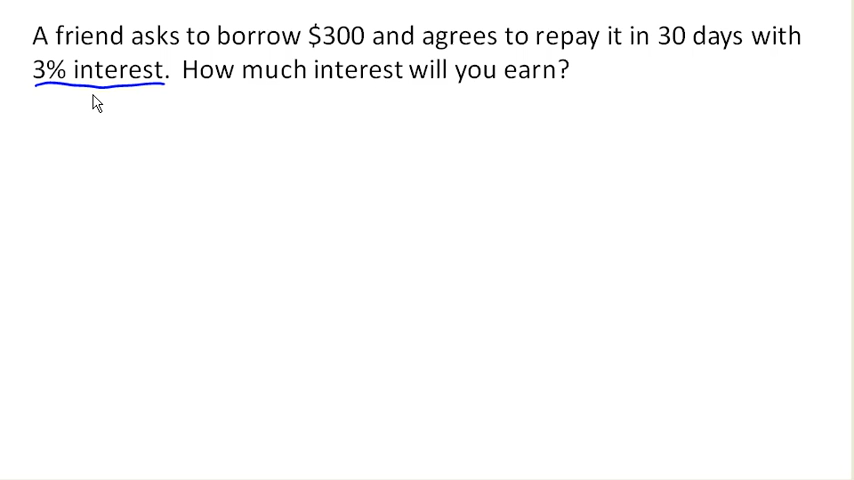 A friend asks to borrow $300 and agrees to repay it in 30 days with
3% interest. How much interest will you earn?